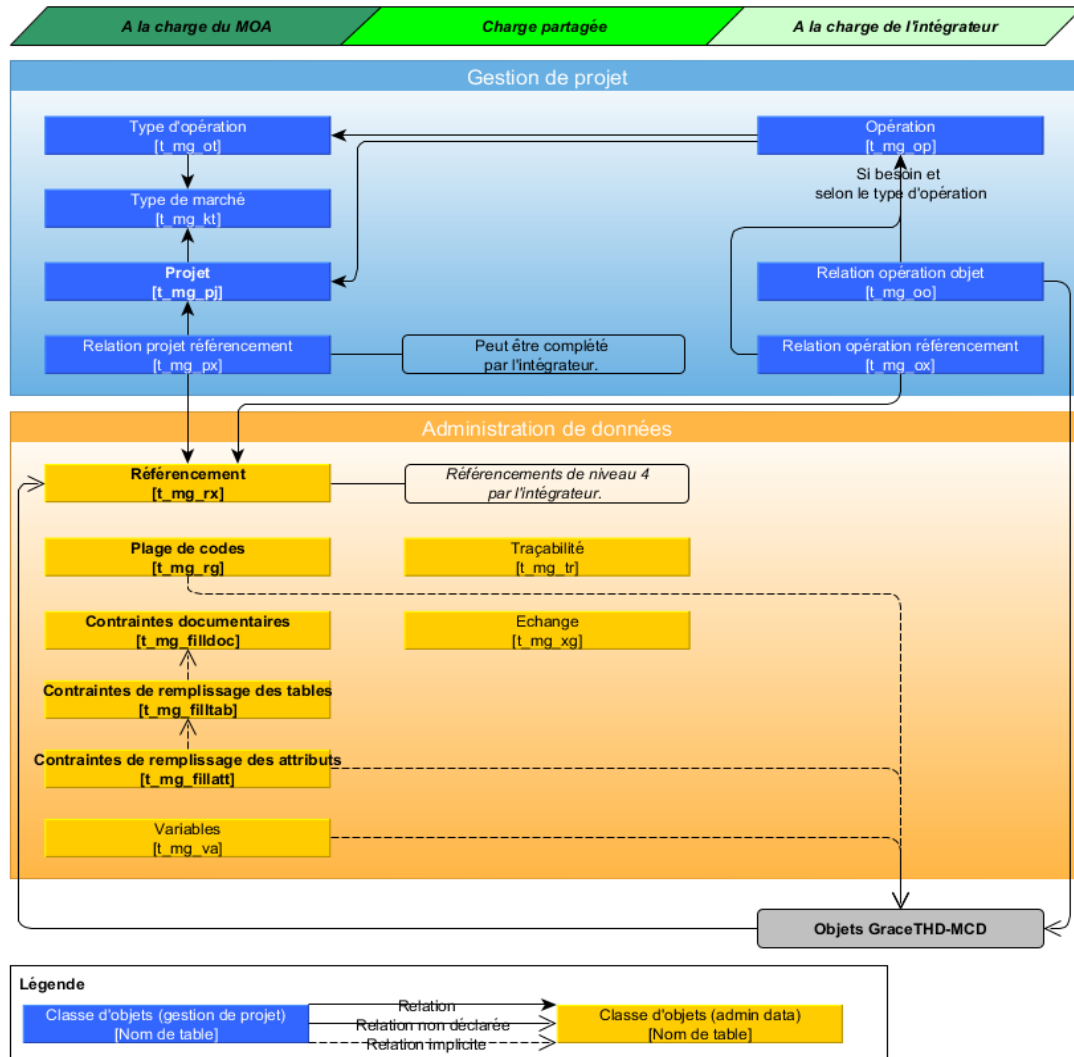 A la charge du MOA
Charge partagée
A la charge de l'intégrateur
Gestion de projet
Type d'opération
[t_mg_ot]
Opération
[t_mg_op]
Si besoin et
selon le type d'opération
Type de marché
[t_mg_kt]
Projet
[t_mg_pj]
Relation opération objet
[t_mg_oo]
Relation projet référencement
[t_mg_px]
Peut être complété
par l'intégrateur.
Relation opération référencement
[t_mg_ox]
Administration de données
Référencement
[t_mg_rx]
Référencements de niveau 4
par l'intégrateur.
Plage de codes
[t_mg_rg]
Traçabilité
[t_mg_tr]
Contraintes documentaires
[t_mg_filldoc]
Echange
[t_mg_xg]
Contraintes de remplissage des tables
[t_mg_filltab]
Contraintes de remplissage des attributs
[t_mg_fillatt]
Variables
[t_mg_va]
Objets GraceTHD-MCD
Légende
Classe d'objets (gestion de projet)
[Nom de table]
Relation
Relation non déclarée
Relation implicite
Classe d'objets (admin data)
[Nom de table]